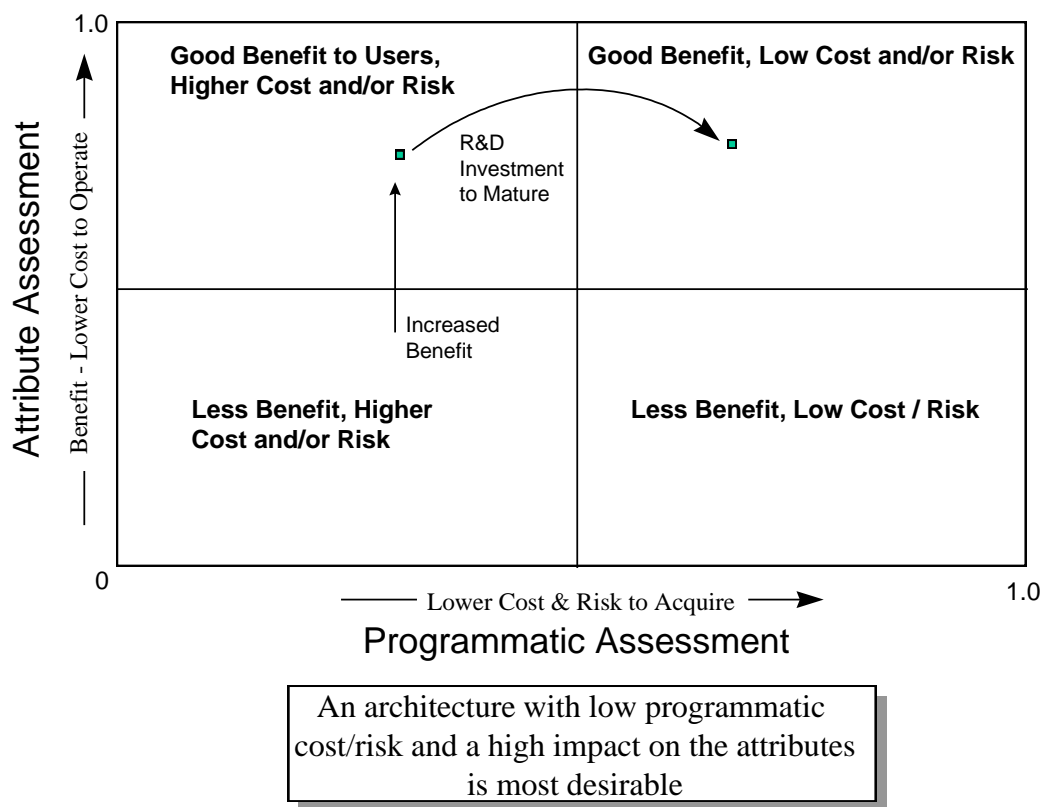 1.0
Good Benefit to Users,
Higher Cost and/or Risk
Good Benefit, Low Cost and/or Risk
R&D
Investment
to Mature
Attribute Assessment
Benefit - Lower Cost to Operate
Increased
Benefit
Less Benefit, Higher
Cost and/or Risk
Less Benefit, Low Cost / Risk
0
1.0
Lower Cost & Risk to Acquire
Programmatic Assessment
An architecture with low programmatic
cost/risk and a high impact on the attributes
is most desirable